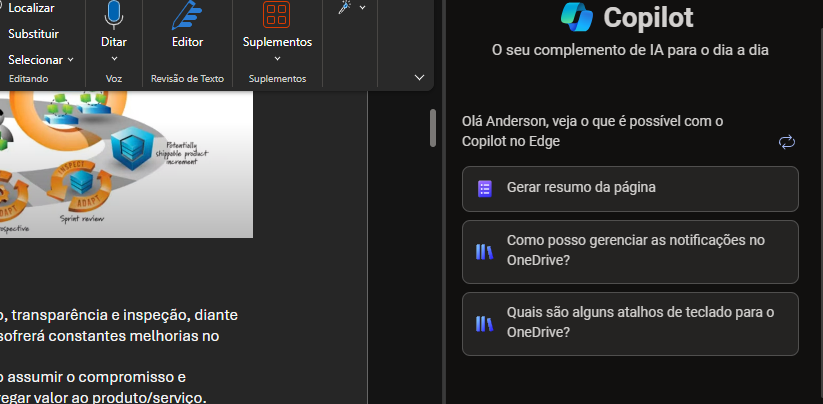 Localizar
Substituir
Selecionar
Editando
Ditar
Voz
Editor
Revisão de Texto
Suplementos
Suplementos
Potentially
shippable product
increment
INSPECT
ADAPT
ADAPT
Sprint review
ospective
o, transparência e inspeção, diante
sofrerá constantes melhorias no
o assumir o compromisso e
regar valor ao produto/serviço.
Copilot
O seu complemento de IA para o dia a dia
Olá Anderson, veja o que é possível com o
Copilot no Edge
Gerar resumo da página
Como posso gerenciar as notificações no
OneDrive?
Quais são alguns atalhos de teclado para o
OneDrive?